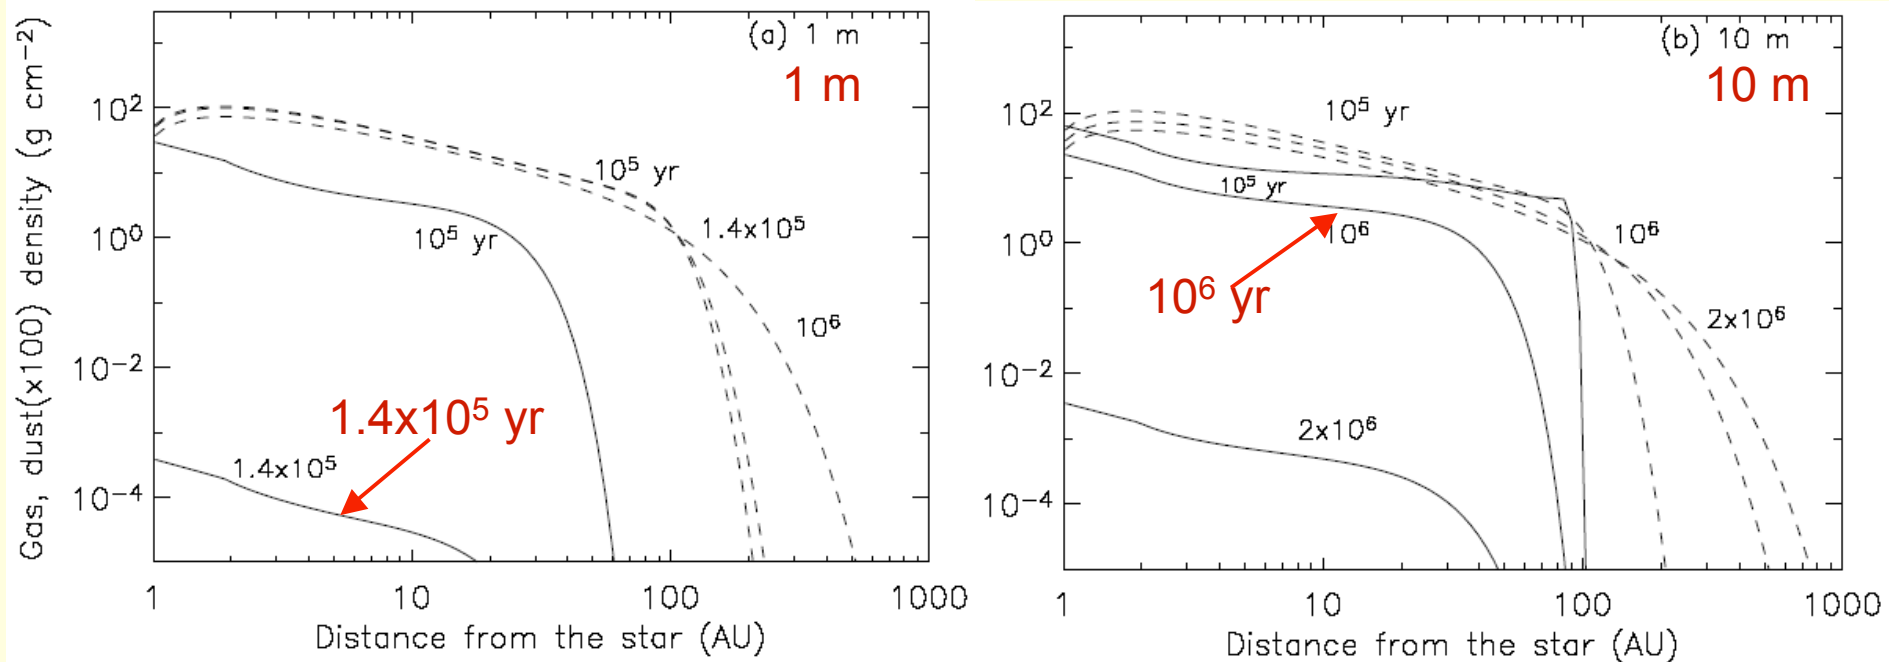 Gas, dust(x100) density (g cm⁻²)
(a) 1 m
1 m
10²
10⁰
10⁻²
10⁻⁴
10⁵ yr
10⁵ yr
1.4x10⁵
10⁶
1.4x10⁵ yr
1.4x10⁵
1
10
100
1000
Distance from the star (AU)
(b) 10 m
10 m
10²
10⁰
10⁻²
10⁻⁴
10⁵ yr
10⁵ yr
10⁶
10⁶
10⁶ yr
2x10⁶
2x10⁶
1
10
100
1000
Distance from the star (AU)